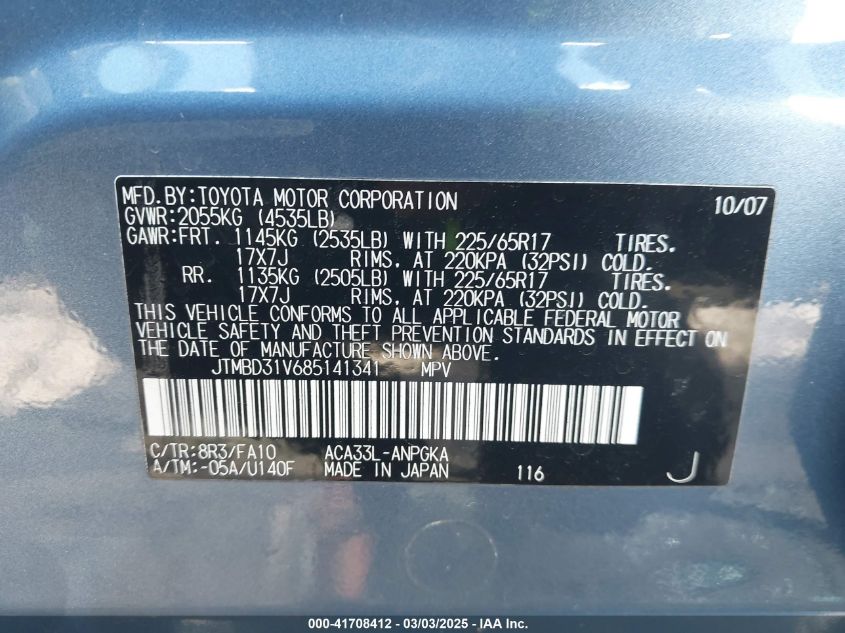 MFD.BY:TOYOTA MOTOR CORPORATION 10/07
GVWR:2055KG (4535LB)
GAWR:FRT. 1145KG (2535LB) WITH 225/65R17 TIRES.
17X7J RIMS. AT 220KPA (32PSI) COLD.
RR. 1135KG (2505LB) WITH 225/65R17 TIRES.
17X7J RIMS. AT 220KPA (32PSI) COLD.
THIS VEHICLE CONFORMS TO ALL APPLICABLE FEDERAL MOTOR
VEHICLE SAFETY AND THEFT PREVENTION STANDARDS IN EFFECT ON
THE DATE OF MANUFACTURE SHOWN ABOVE.
JTMBD31V685141341 MPV
C/TR:8R3/FA10 ACA33L-ANPGKA
A/TM:-05A/U140F MADE IN JAPAN 116 J
000-41708412 - 03/03/2025 - IAA Inc.